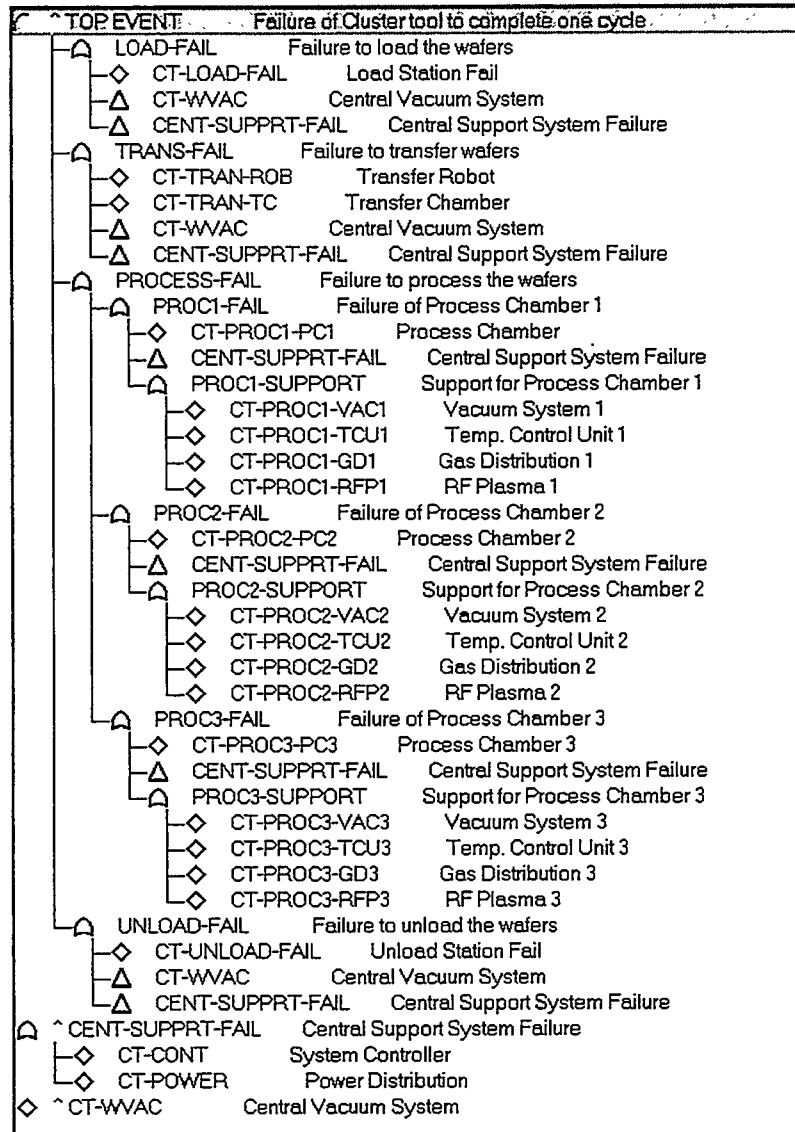 ^TOP EVENT: Failure of Cluster tool to complete one cycle
LOAD-FAIL Failure to load the wafers
CT-LOAD-FAIL Load Station Fail
CT-WVAC Central Vacuum System
CENT-SUPPRT-FAIL Central Support System Failure
TRANS-FAIL Failure to transfer wafers
CT-TRAN-ROB Transfer Robot
CT-TRAN-TC Transfer Chamber
CT-WVAC Central Vacuum System
CENT-SUPPRT-FAIL Central Support System Failure
PROCESS-FAIL Failure to process the wafers
PROC1-FAIL Failure of Process Chamber 1
CT-PROC1-PC1 Process Chamber
CENT-SUPPRT-FAIL Central Support System Failure
PROC1-SUPPORT Support for Process Chamber 1
CT-PROC1-VAC1 Vacuum System 1
CT-PROC1-TCU1 Temp. Control Unit 1
CT-PROC1-GD1 Gas Distribution 1
CT-PROC1-RFP1 RF Plasma 1
PROC2-FAIL Failure of Process Chamber 2
CT-PROC2-PC2 Process Chamber 2
CENT-SUPPRT-FAIL Central Support System Failure
PROC2-SUPPORT Support for Process Chamber 2
CT-PROC2-VAC2 Vacuum System 2
CT-PROC2-TCU2 Temp. Control Unit 2
CT-PROC2-GD2 Gas Distribution 2
CT-PROC2-RFP2 RF Plasma 2
PROC3-FAIL Failure of Process Chamber 3
CT-PROC3-PC3 Process Chamber 3
CENT-SUPPRT-FAIL Central Support System Failure
PROC3-SUPPORT Support for Process Chamber 3
CT-PROC3-VAC3 Vacuum System 3
CT-PROC3-TCU3 Temp. Control Unit 3
CT-PROC3-GD3 Gas Distribution 3
CT-PROC3-RFP3 RF Plasma 3
UNLOAD-FAIL Failure to unload the wafers
CT-UNLOAD-FAIL Unload Station Fail
CT-WVAC Central Vacuum System
CENT-SUPPRT-FAIL Central Support System Failure
^CENT-SUPPRT-FAIL Central Support System Failure
CT-CONT System Controller
CT-POWER Power Distribution
^CT-WVAC Central Vacuum System